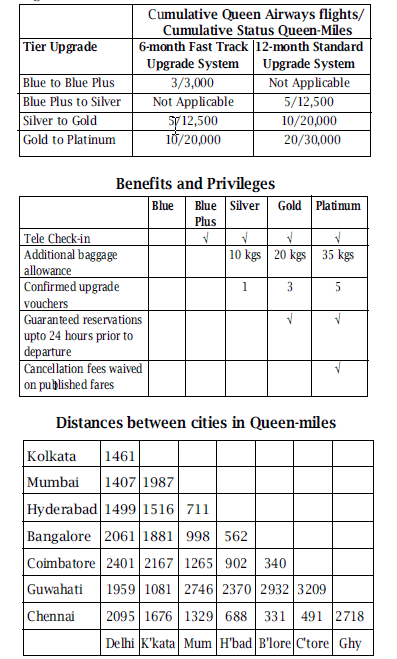 Cumulative Queen Airways flights/
Cumulative Status Queen-Miles
Tier Upgrade 6-month Fast Track 12-month Standard
Upgrade System Upgrade System
Blue to Blue Plus 3/3,000 Not Applicable
Blue Plus to Silver Not Applicable 5/12,500
Silver to Gold 5/12,500 10/20,000
Gold to Platinum 10/20,000 20/30,000
Benefits and Privileges
Blue Blue Silver Gold Platinum
Plus
Tele Check-in √ √ √ √
Additional baggage 10 kgs 20 kgs 35 kgs
allowance
Confirmed upgrade 1 3 5
vouchers
Guaranteed reservations √ √
upto 24 hours prior to
departure
Cancellation fees waived √
on published fares
Distances between cities in Queen-miles
Kolkata 1461
Mumbai 1407 1987
Hyderabad 1499 1516 711
Bangalore 2061 1881 998 562
Coimbatore 2401 2167 1265 902 340
Guwahati 1959 1081 2746 2370 2932 3209
Chennai 2095 1676 1329 688 331 491 2718
Delhi K'kata Mum H'bad B'lore C'tore Ghy